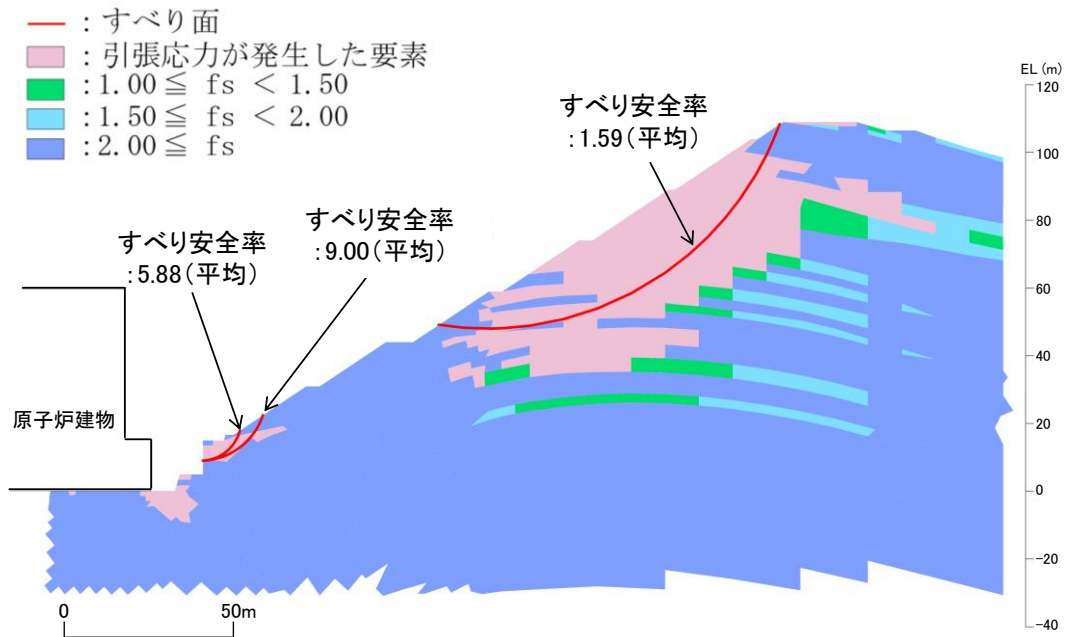 ：すべり面
：引張応力が発生した要素
：1.00≦ fs < 1.50
：1.50≦ fs < 2.00
：2.00≦ fs
すべり安全率
：1.59（平均）
すべり安全率
：9.00（平均）
すべり安全率
：5.88（平均）
原子炉建物
EL（m）
120
100
80
60
40
20
0
−20
−40
0
50m